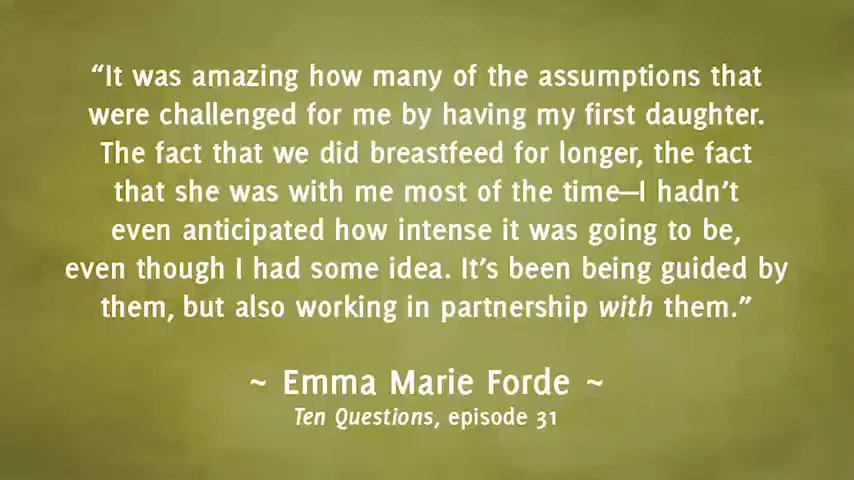 “It was amazing how many of the assumptions that
were challenged for me by having my first daughter.
The fact that we did breastfeed for longer, the fact
that she was with me most of the time—I hadn’t
even anticipated how intense it was going to be,
even though I had some idea. It’s been being guided by
them, but also working in partnership with them.”
~ Emma Marie Forde ~
Ten Questions, episode 31